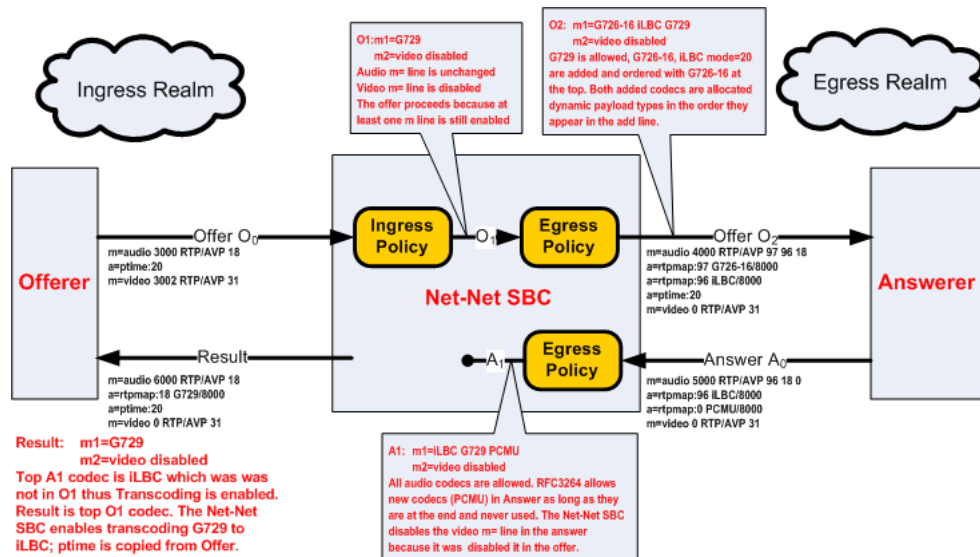 O1:m1=G729
m2=video disabled
Audio m= line is unchanged
Video m= line is disabled
The offer proceeds because at
least one m line is still enabled
O2: m1=G726-16 iLBC G729
m2=video disabled
G729 is allowed, G726-16, iLBC mode=20
are added and ordered with G726-16 at
the top. Both added codecs are allocated
dynamic payload types in the order they
appear in the add line.
Ingress Realm
Egress Realm
Offerer
Offer O0
m=audio 3000 RTP/AVP 18
a=ptime:20
m=video 3002 RTP/AVP 31
Ingress
Policy
O1
Egress
Policy
Net-Net SBC
Offer O2
m=audio 4000 RTP/AVP 97 96 18
a=rtpmap:97 G726-16/8000
a=rtpmap:96 iLBC/8000
a=ptime:20
m=video 0 RTP/AVP 31
Answerer
Result
m=audio 6000 RTP/AVP 18
a=rtpmap:18 G729/8000
a=ptime:20
m=video 0 RTP/AVP 31
A1
Egress
Policy
Answer A0
m=audio 5000 RTP/AVP 96 18 0
a=rtpmap:96 iLBC/8000
a=rtpmap:0 PCMU/8000
m=video 0 RTP/AVP 31
Result: m1=G729
m2=video disabled
Top A1 codec is iLBC which was was
not in O1 thus Transcoding is enabled.
Result is top O1 codec. The Net-Net
SBC enables transcoding G729 to
iLBC; ptime is copied from Offer.
A1: m1=iLBC G729 PCMU
m2=video disabled
All audio codecs are allowed. RFC3264 allows
new codecs (PCMU) in Answer as long as they
are at the end and never used. The Net-Net SBC
disables the video m= line in the answer
because it was disabled it in the offer.